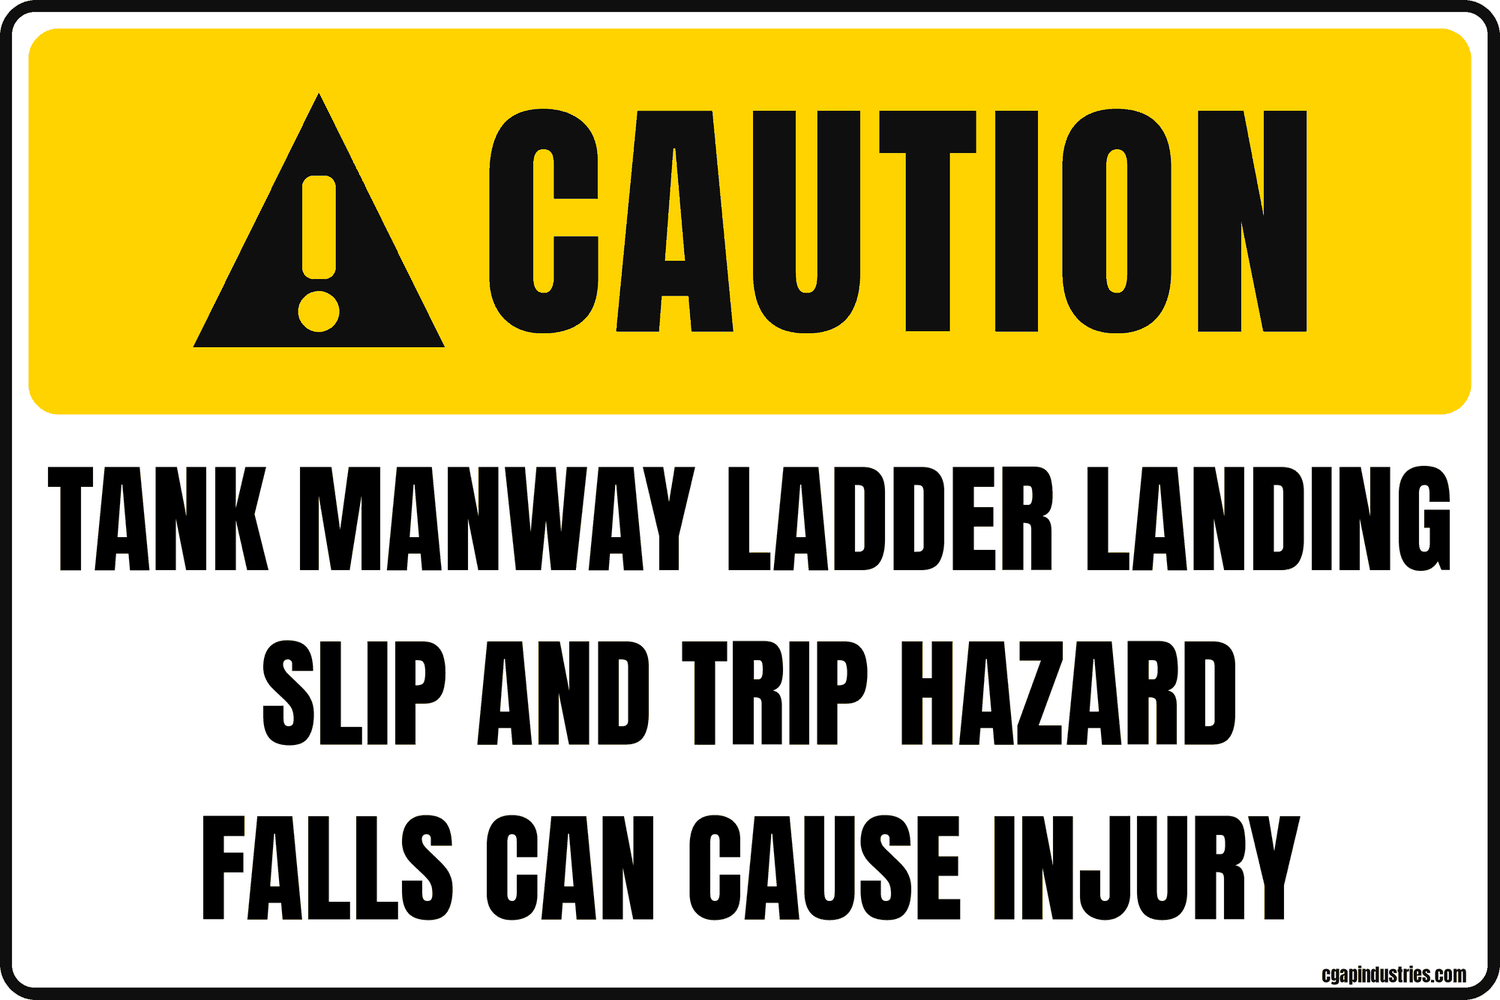 CAUTION
TANK MANWAY LADDER LANDING
SLIP AND TRIP HAZARD
FALLS CAN CAUSE INJURY
cgapindustries.com